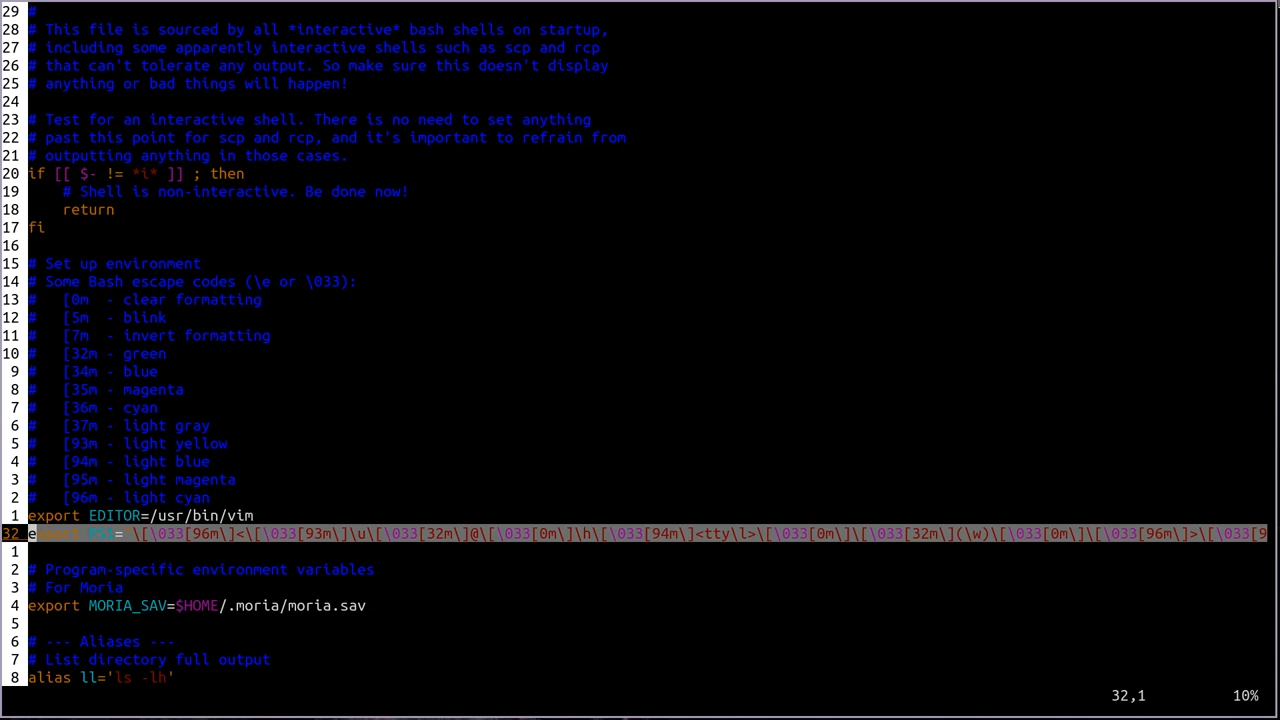 29 #
28 # This file is sourced by all *interactive* bash shells on startup,
27 # including some apparently interactive shells such as scp and rcp
26 # that can't tolerate any output. So make sure this doesn't display
25 # anything or bad things will happen!
24
23 # Test for an interactive shell. There is no need to set anything
22 # past this point for scp and rcp, and it's important to refrain from
21 # outputting anything in those cases.
20 if [[ $- != *i* ]] ; then
19     # Shell is non-interactive. Be done now!
18     return
17 fi
16
15 # Set up environment
14 # Some Bash escape codes (\e or \033):
13 #   [0m  - clear formatting
12 #   [5m  - blink
11 #   [7m  - invert formatting
10 #   [32m - green
9 #   [34m - blue
8 #   [35m - magenta
7 #   [36m - cyan
6 #   [37m - light gray
5 #   [93m - light yellow
4 #   [94m - light blue
3 #   [95m - light magenta
2 #   [96m - light cyan
1 export EDITOR=/usr/bin/vim
32 export PS1='\[\033[96m\]<\[\033[93m\]\u\[\033[32m\]@\[\033[0m\]\h\[\033[94m\]<tty\l>\[\033[0m\]\[\033[32m\](\w)\[\033[0m\]\[\033[96m\]>\[\033[9
1
2 # Program-specific environment variables
3 # For Moria
4 export MORIA_SAV=$HOME/.moria/moria.sav
5
6 # --- Aliases ---
7 # List directory full output
8 alias ll='ls -lh'
32,1 10%